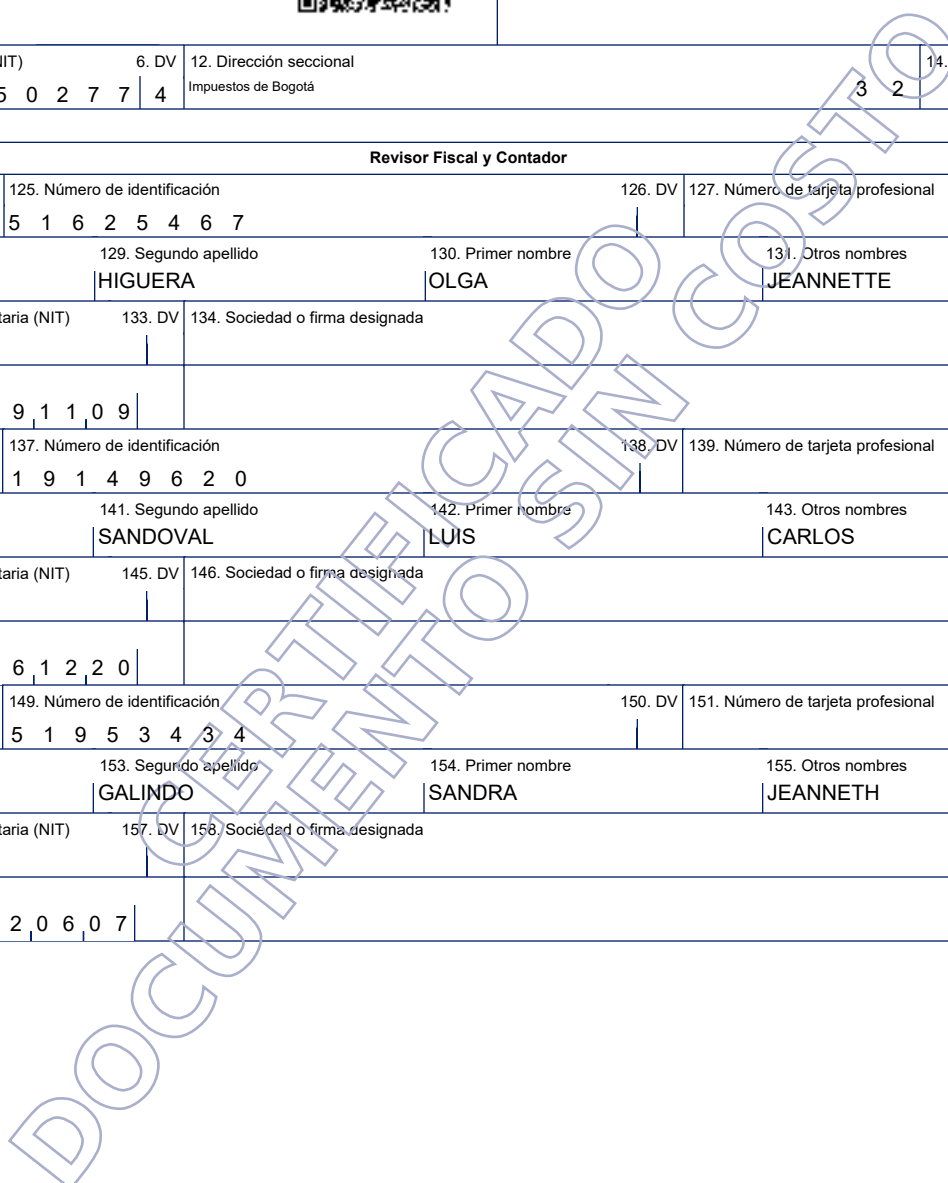 IIT) 6. DV 12. Dirección seccional 14.
5 0 2 7 7 4 Impuestos de Bogotá 3 2
Revisor Fiscal y Contador
125. Número de identificación 126. DV 127. Número de tarjeta profesional
5 1 6 2 5 4 6 7
129. Segundo apellido 130. Primer nombre 131. Otros nombres
HIGUERA OLGA JEANNETTE
taria (NIT) 133. DV 134. Sociedad o firma designada
9 1 1 0 9
137. Número de identificación 138. DV 139. Número de tarjeta profesional
1 9 1 4 9 6 2 0
141. Segundo apellido 142. Primer nombre 143. Otros nombres
SANDOVAL LUIS CARLOS
taria (NIT) 145. DV 146. Sociedad o firma designada
6 1 2 2 0
149. Número de identificación 150. DV 151. Número de tarjeta profesional
5 1 9 5 3 4 3 4
153. Segundo apellido 154. Primer nombre 155. Otros nombres
GALINDO SANDRA JEANNETH
taria (NIT) 157. DV 158. Sociedad o firma designada
2 0 6 0 7
CERTIFICADO
DOCUMENTO SIN COSTO